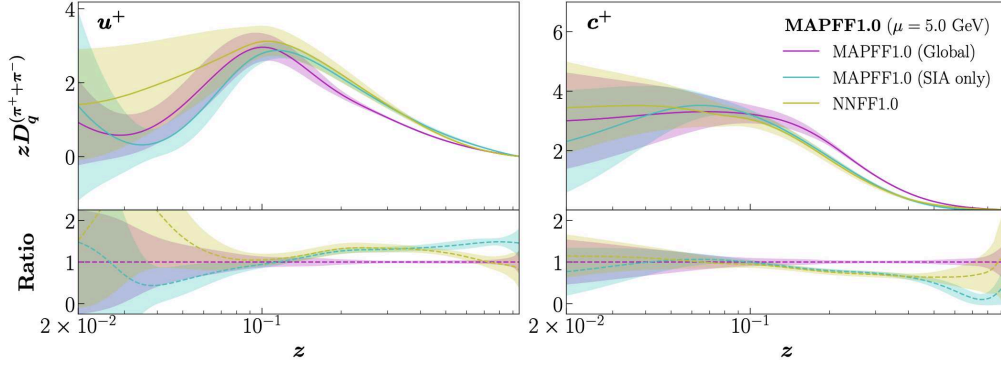 u⁺
zD_q^{(π⁺+π⁻)}
4
2
0
Ratio
2
1
0
2 × 10⁻²
10⁻¹
z
c⁺
MAPFF1.0 (μ = 5.0 GeV)
MAPFF1.0 (Global)
MAPFF1.0 (SIA only)
NNFF1.0
6
4
2
0
2
1
0
2 × 10⁻²
10⁻¹
z